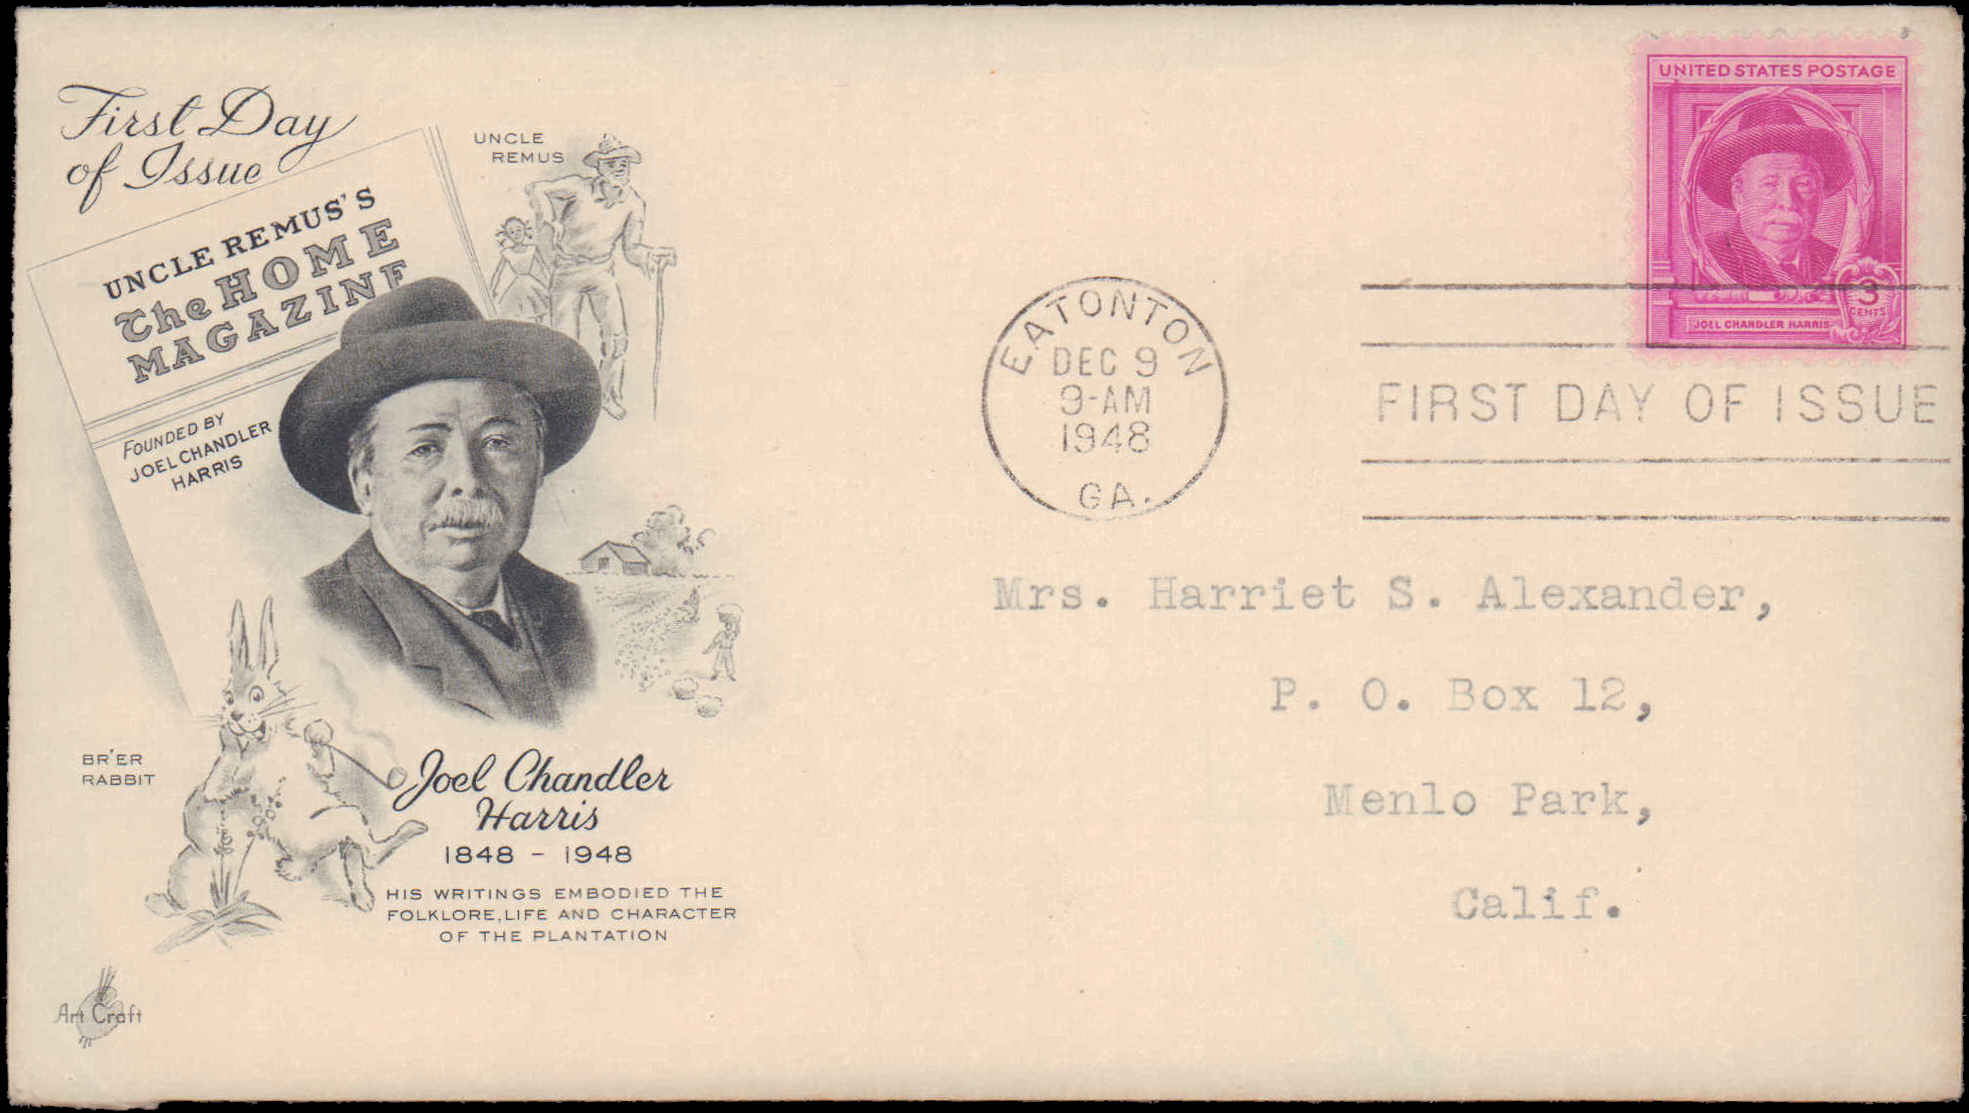 First Day
of Issue
UNCLE REMUS'S
The HOME
MAGAZINE
FOUNDED BY
JOEL CHANDLER
HARRIS
UNCLE
REMUS
BR'ER
RABBIT
Joel Chandler
Harris
1848 - 1948
HIS WRITINGS EMBODIED THE
FOLKLORE, LIFE AND CHARACTER
OF THE PLANTATION
Art Craft
EATONTON
DEC 9
9-AM
1948
GA.
UNITED STATES POSTAGE
3
CENTS
JOEL CHANDLER HARRIS
FIRST DAY OF ISSUE
Mrs. Harriet S. Alexander,
P. O. Box 12,
Menlo Park,
Calif.